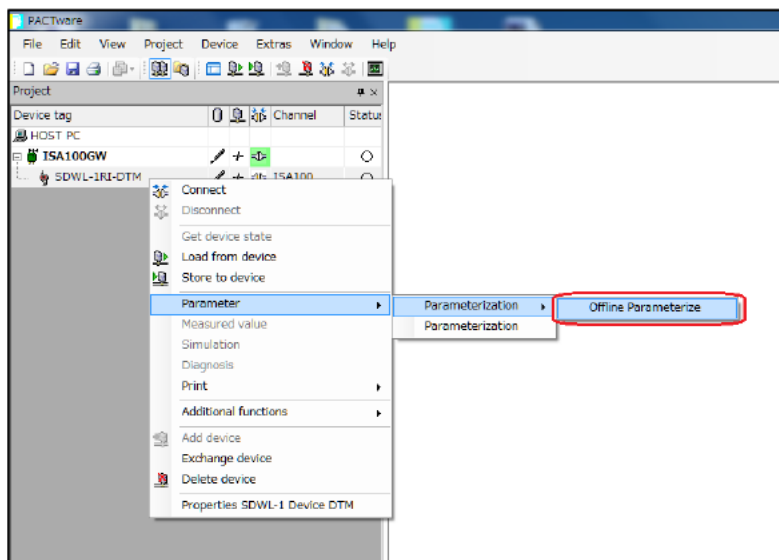 PACTware
File Edit View Project Device Extras Window Help
Project
Device tag Channel Status
HOST PC
ISA100GW
SDWL-1RI-DTM ISA100
Connect
Disconnect
Get device state
Load from device
Store to device
Parameter
Parameterization
Offline Parameterize
Measured value
Parameterization
Simulation
Diagnosis
Print
Additional functions
Add device
Exchange device
Delete device
Properties SDWL-1 Device DTM